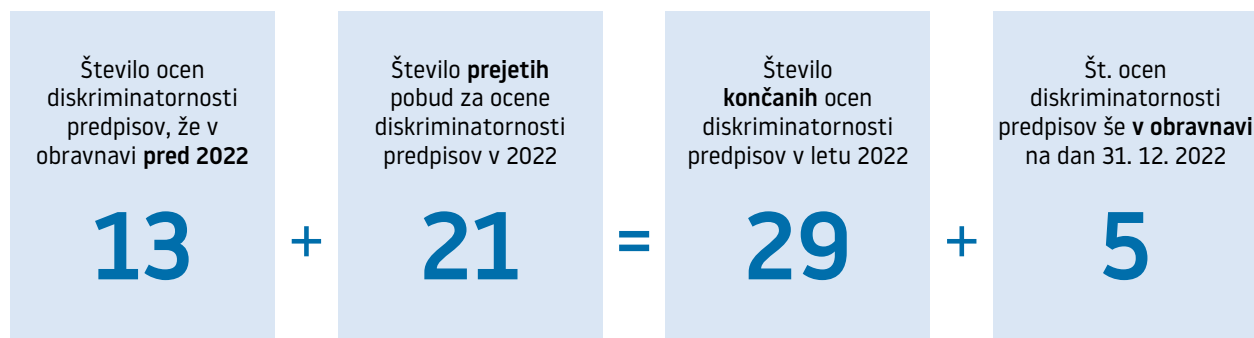 Število ocen
diskriminatornosti
predpisov, že v
obravnavi pred 2022
13
+
Število prejetih
pobud za ocene
diskriminatornosti
predpisov v 2022
21
=
Število
končanih ocen
diskriminatornosti
predpisov v letu 2022
29
+
Št. ocen
diskriminatornosti
predpisov še v obravnavi
na dan 31. 12. 2022
5